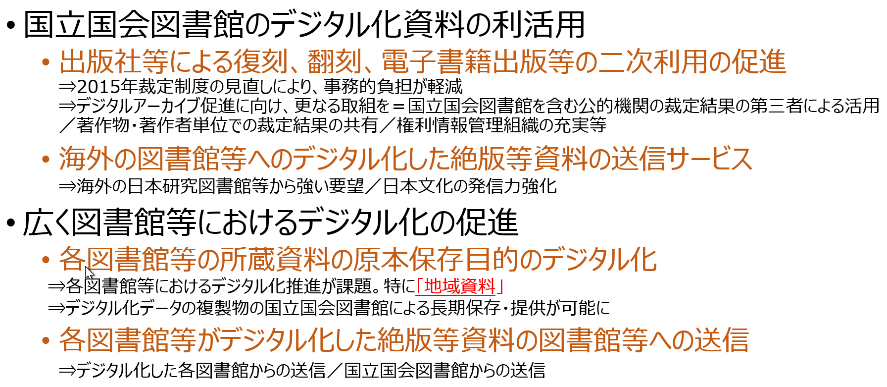 • 国立国会図書館のデジタル化資料の利活用
• 出版社等による復刻、翻刻、電子書籍出版等の二次利用の促進
⇒2015年裁定制度の見直しにより、事務的負担が軽減
⇒デジタルアーカイブ促進に向け、更なる取組を＝国立国会図書館を含む公的機関の裁定結果の第三者による活用
／著作物・著作者単位での裁定結果の共有／権利情報管理組織の充実等
• 海外の図書館等へのデジタル化した絶版等資料の送信サービス
⇒海外の日本研究図書館等から強い要望／日本文化の発信力強化
• 広く図書館等におけるデジタル化の促進
• 各図書館等の所蔵資料の原本保存目的のデジタル化
⇒各図書館等におけるデジタル化推進が課題。特に「地域資料」
⇒デジタル化データの複製物の国立国会図書館による長期保存・提供が可能に
• 各図書館等がデジタル化した絶版等資料の図書館等への送信
⇒デジタル化した各図書館からの送信／国立国会図書館からの送信